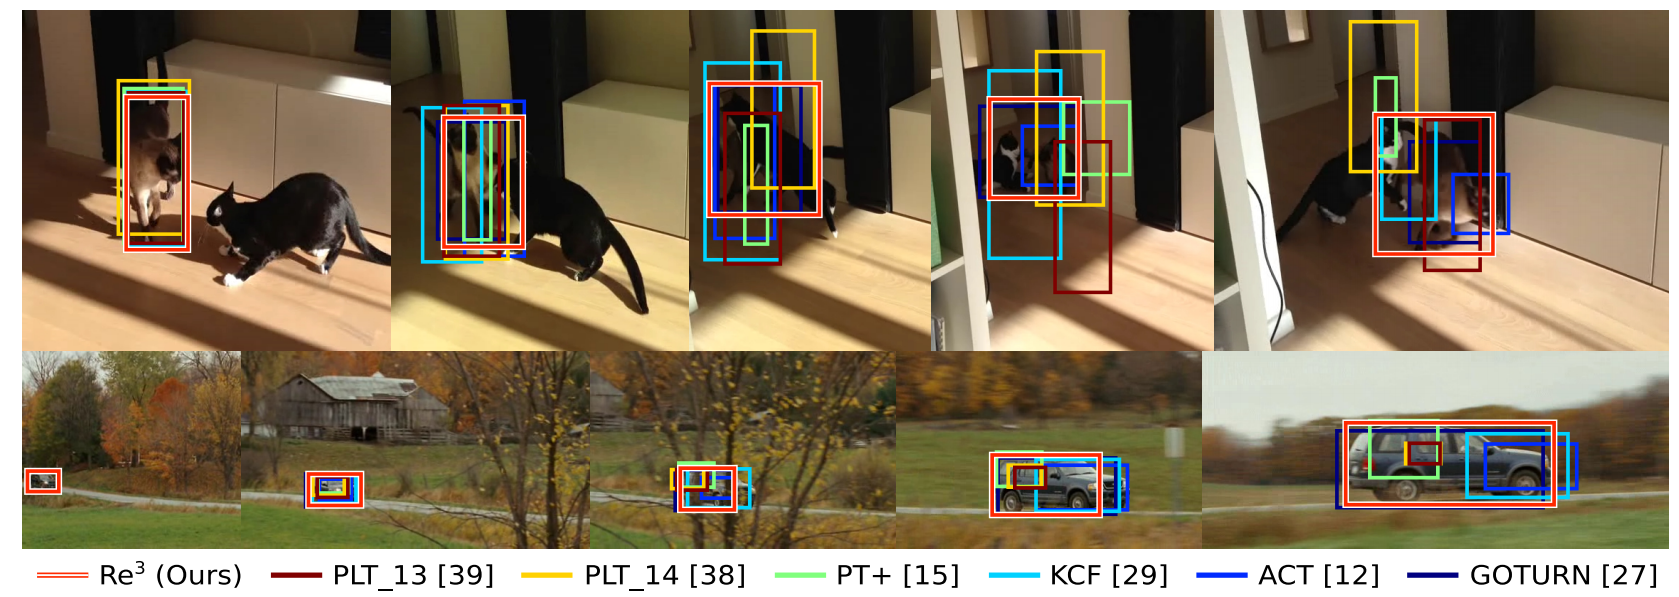 Re³ (Ours) PLT_13 [39] PLT_14 [38] PT+ [15] KCF [29] ACT [12] GOTURN [27]